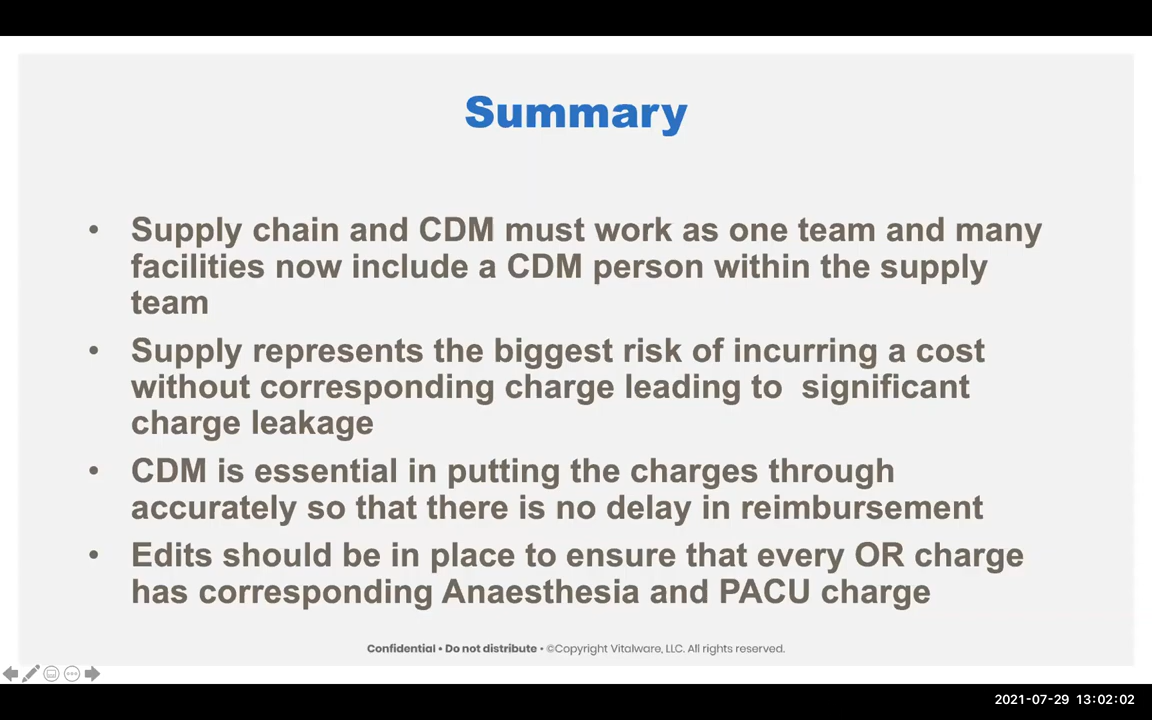 Summary
• Supply chain and CDM must work as one team and many
facilities now include a CDM person within the supply
team
• Supply represents the biggest risk of incurring a cost
without corresponding charge leading to  significant
charge leakage
• CDM is essential in putting the charges through
accurately so that there is no delay in reimbursement
• Edits should be in place to ensure that every OR charge
has corresponding Anaesthesia and PACU charge
Confidential • Do not distribute • ©Copyright Vitalware, LLC. All rights reserved.
2021-07-29 13:02:02